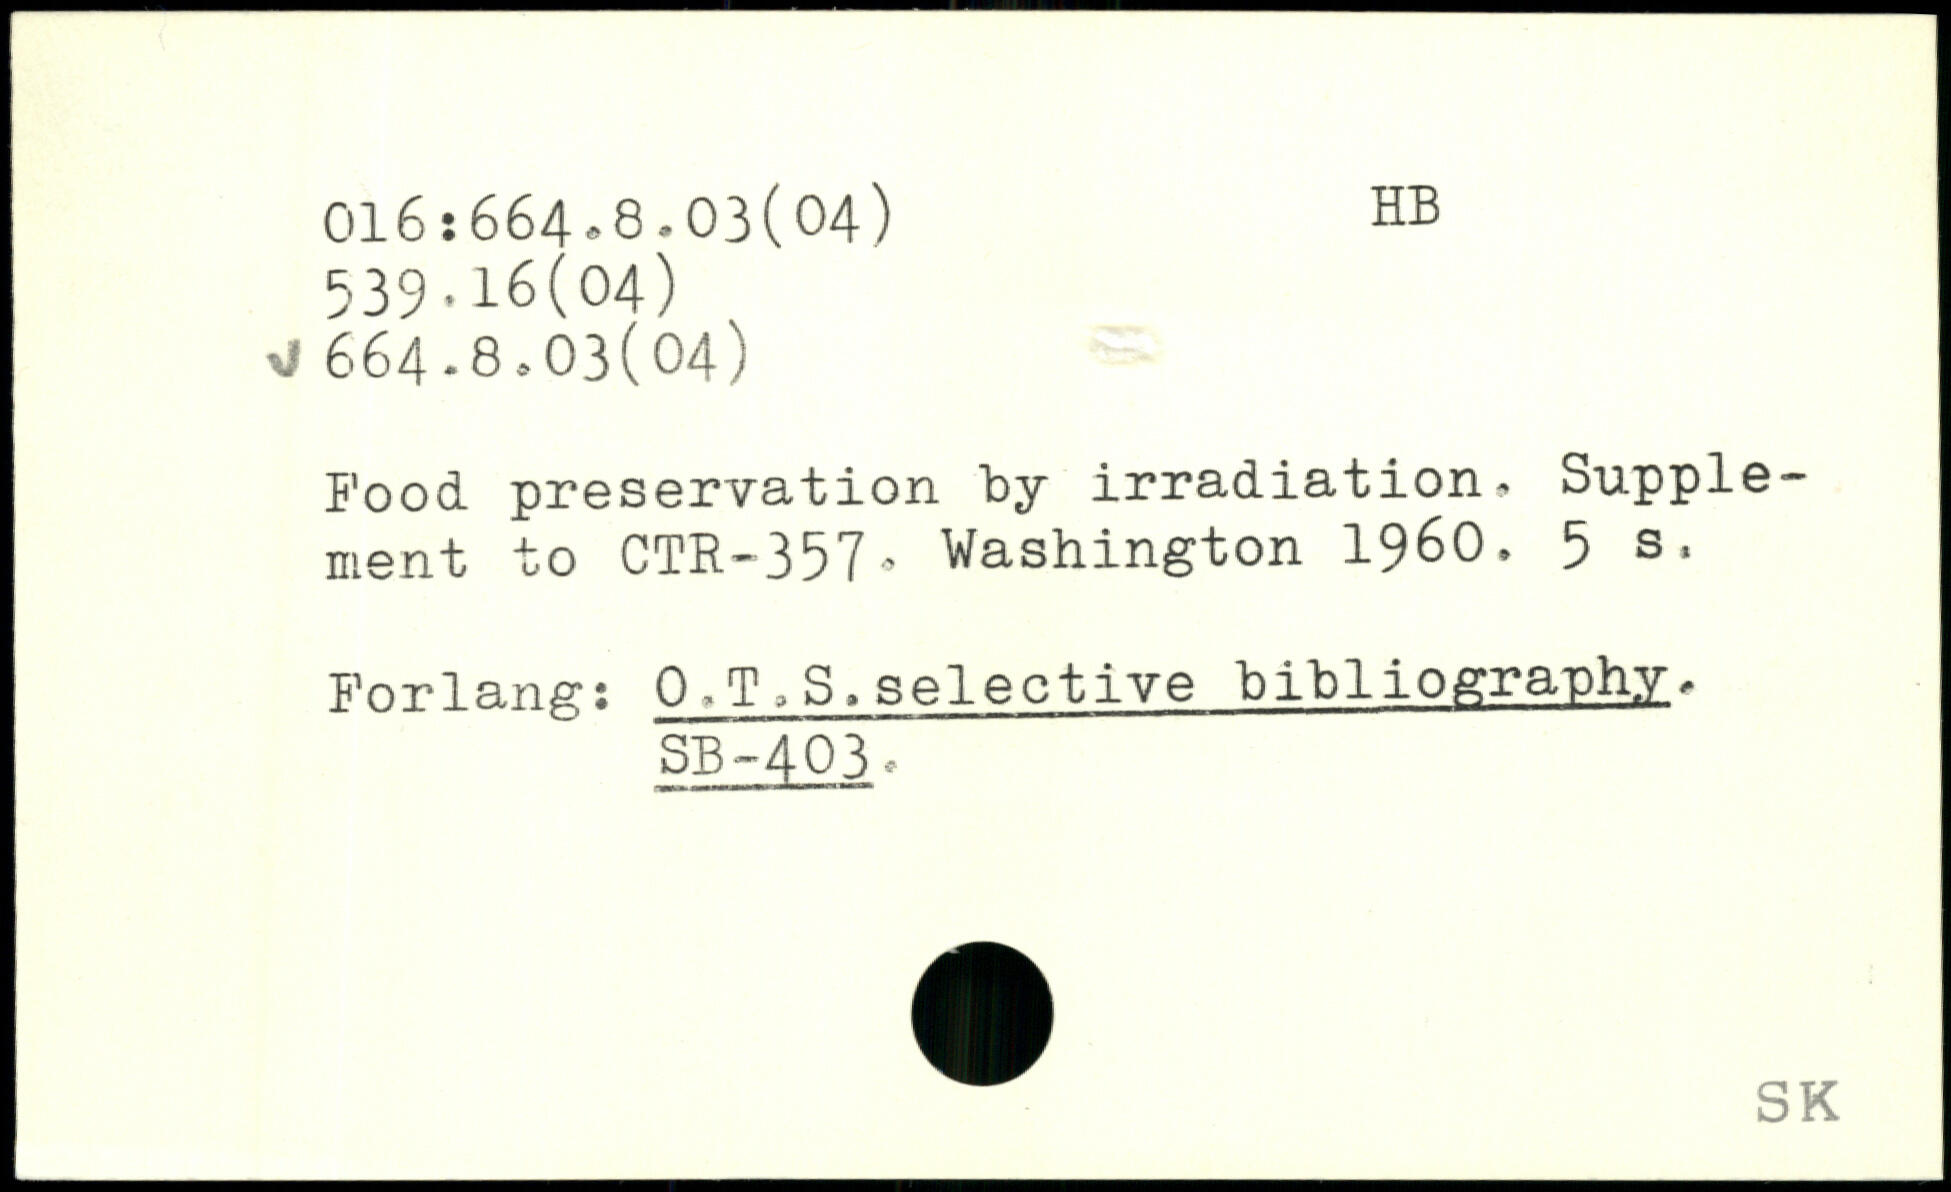 016:664.8.03(04) HB
539.16(04)
✓ 664.8.03(04)
Food preservation by irradiation. Supple-
ment to CTR-357. Washington 1960. 5 s.
Forlang: O.T.S.selective bibliography.
SB-403.
SK